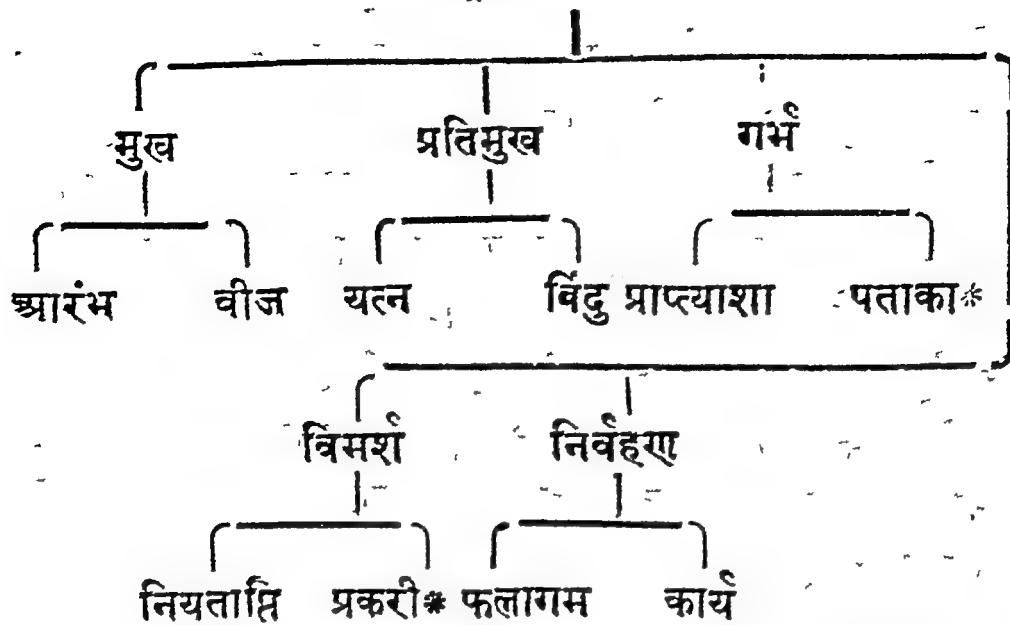 मुख प्रतिमुख गर्भ
आरंभ वीज यत्न विंदु प्राप्त्याशा पताका*
विमर्श निर्वहण
नियताप्ति प्रकरी* फलागम कार्य